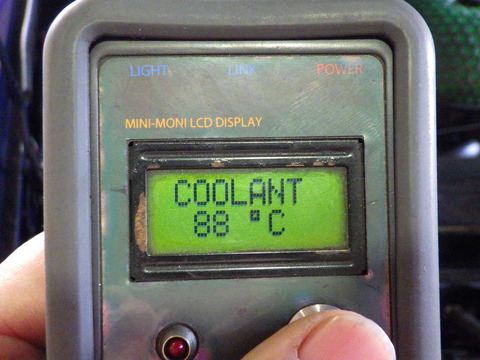 LIGHT LINK POWER
MINI-MONI LCD DISPLAY
COOLANT
88 °C